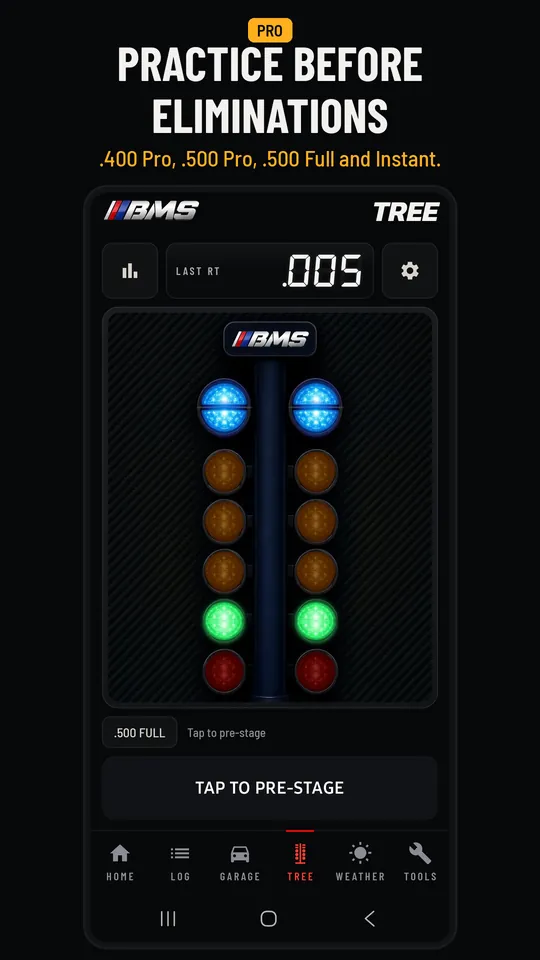 PRO
PRACTICE BEFORE
ELIMINATIONS
.400 Pro, .500 Pro, .500 Full and Instant.
BMS TREE
LAST RT .005
BMS
.500 FULL Tap to pre-stage
TAP TO PRE-STAGE
HOME LOG GARAGE TREE WEATHER TOOLS